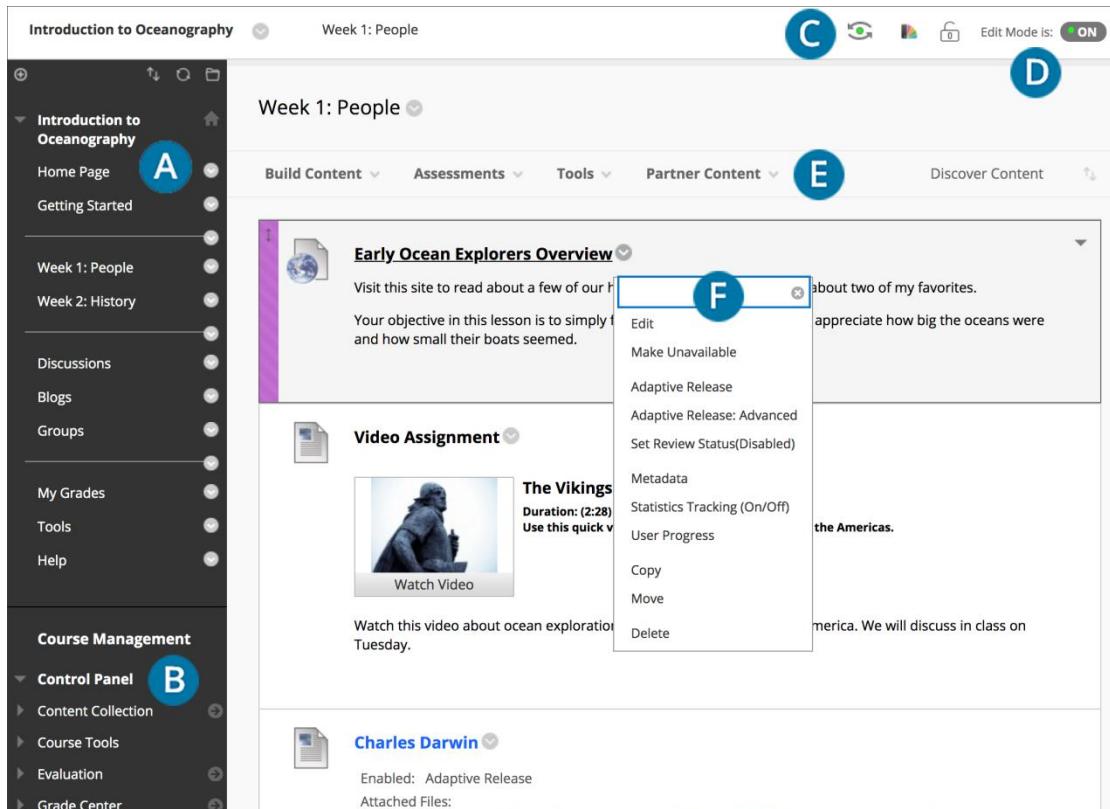 Introduction to Oceanography
Week 1: People
C
0
Edit Mode is:
ON
D
Introduction to
Oceanography
A
Home Page
Getting Started
Week 1: People
Week 2: History
Discussions
Blogs
Groups
My Grades
Tools
Help
Course Management
Control Panel
B
Content Collection
Course Tools
Evaluation
Grade Center
Week 1: People
Build Content
Assessments
Tools
Partner Content
E
Discover Content
Early Ocean Explorers Overview
Visit this site to read about a few of our h about two of my favorites.
Your objective in this lesson is to simply f appreciate how big the oceans were
and how small their boats seemed.
F
Edit
Make Unavailable
Adaptive Release
Adaptive Release: Advanced
Set Review Status(Disabled)
Metadata
Statistics Tracking (On/Off)
User Progress
Copy
Move
Delete
Video Assignment
The Vikings
Duration: (2:28)
Use this quick v the Americas.
Watch Video
Watch this video about ocean exploration merica. We will discuss in class on
Tuesday.
Charles Darwin
Enabled: Adaptive Release
Attached Files: